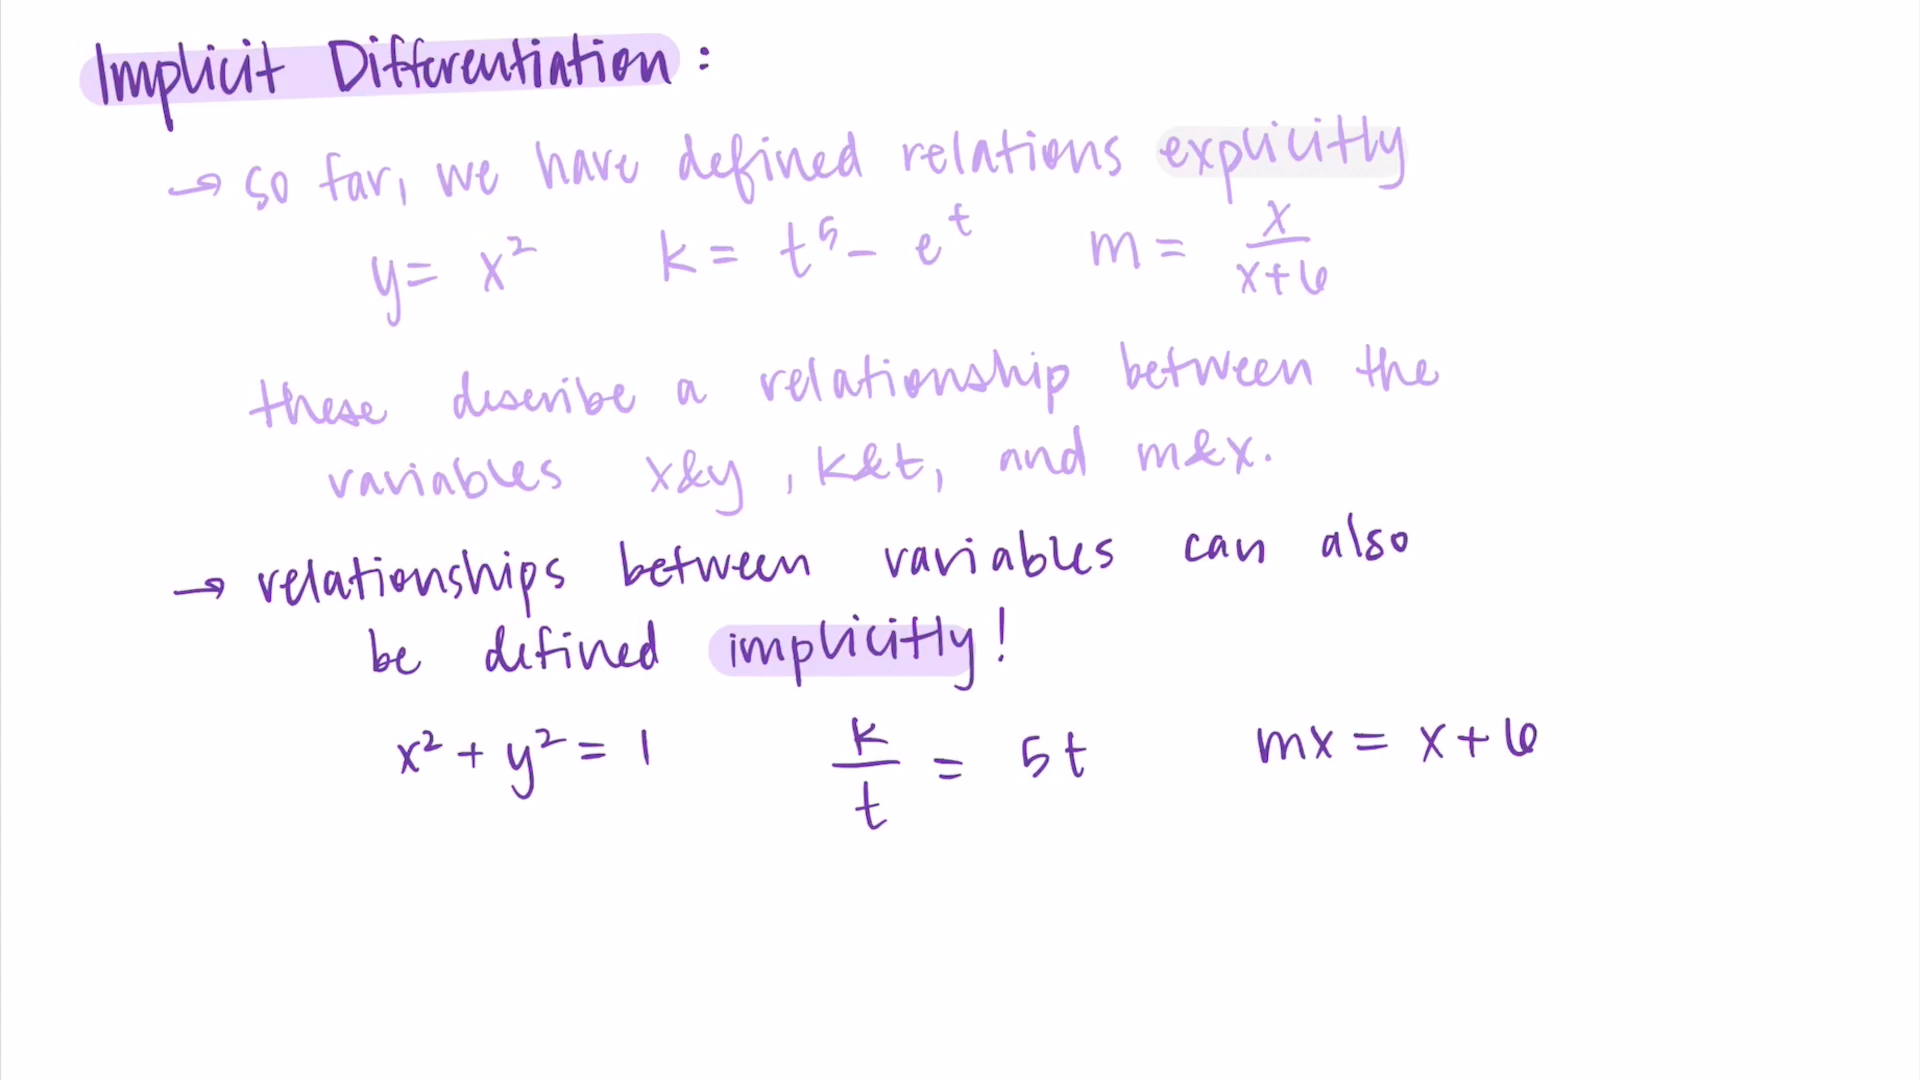 Implicit Differentiation:
→ so far, we have defined relations explicitly
y = x² k = t⁵ - eᵗ m = x/(x+6)
these describe a relationship between the
variables x&y, k&t, and m&x.
→ relationships between variables can also
be defined implicitly!
x² + y² = 1 k/t = 5t mx = x+6